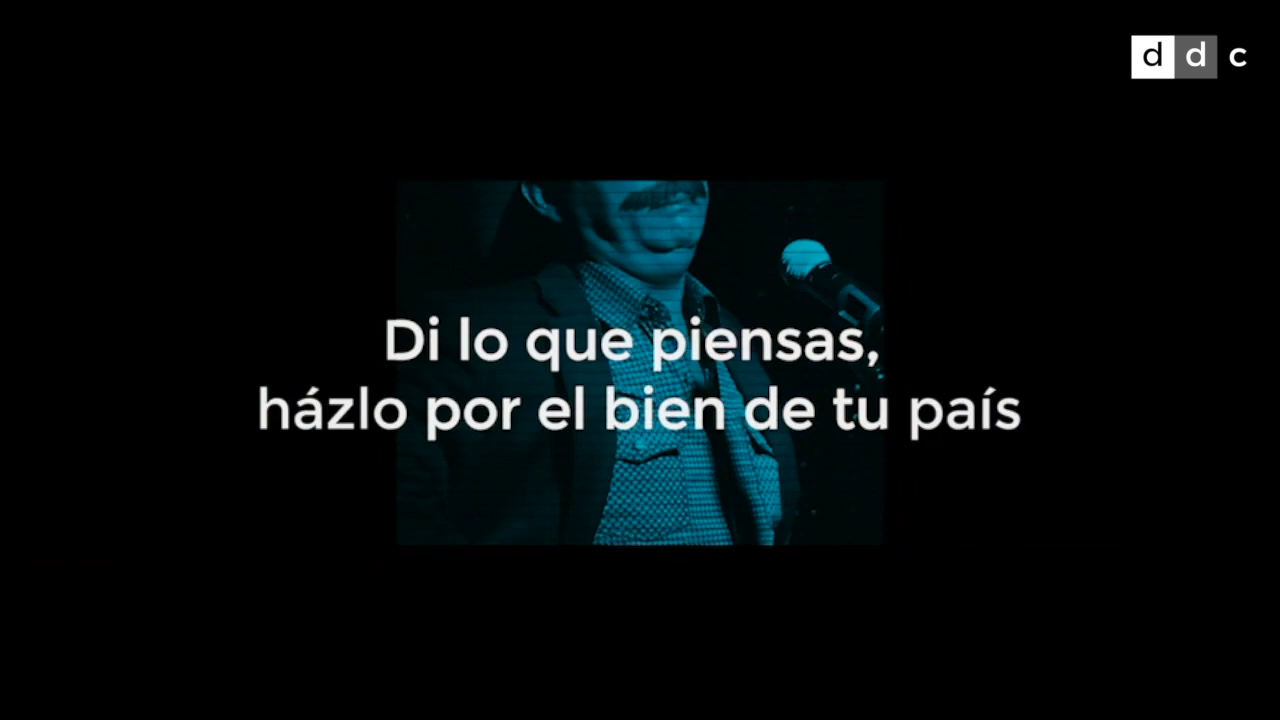 ddc
Di lo que piensas,
házlo por el bien de tu país